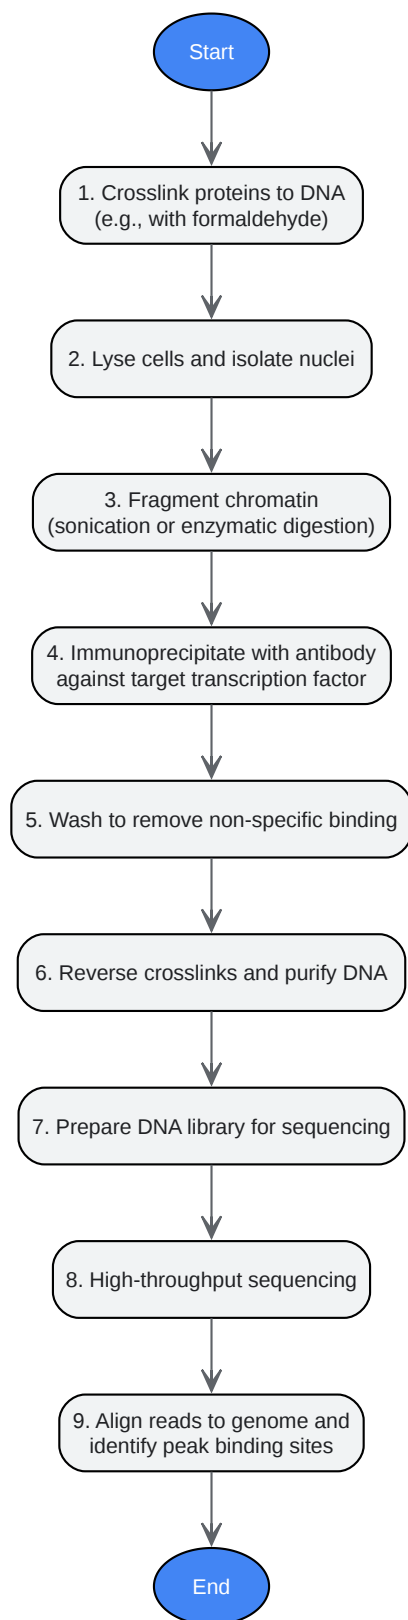 Start
1. Crosslink proteins to DNA
(e.g., with formaldehyde)
2. Lyse cells and isolate nuclei
3. Fragment chromatin
(sonication or enzymatic digestion)
4. Immunoprecipitate with antibody
against target transcription factor
5. Wash to remove non-specific binding
6. Reverse crosslinks and purify DNA
7. Prepare DNA library for sequencing
8. High-throughput sequencing
9. Align reads to genome and
identify peak binding sites
End